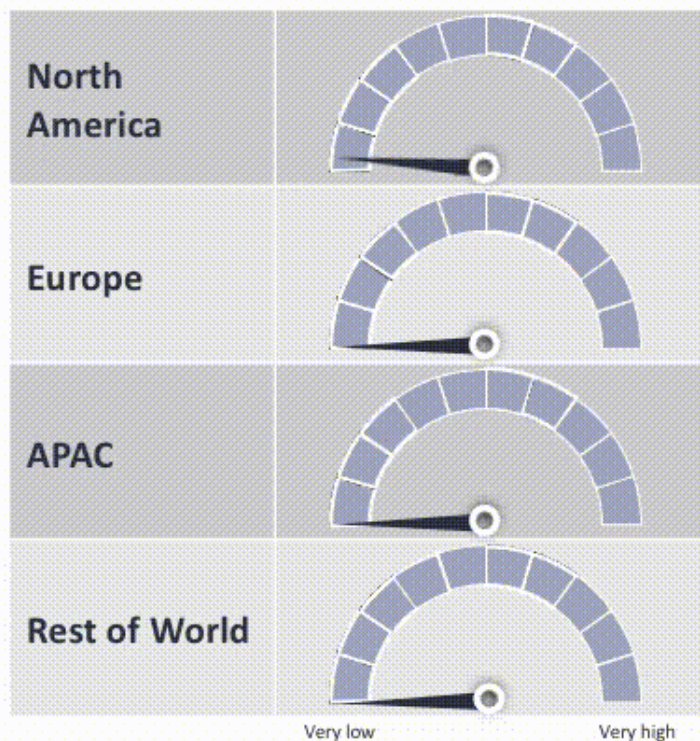 North
America
Europe
APAC
Rest of World
Very low
Very high